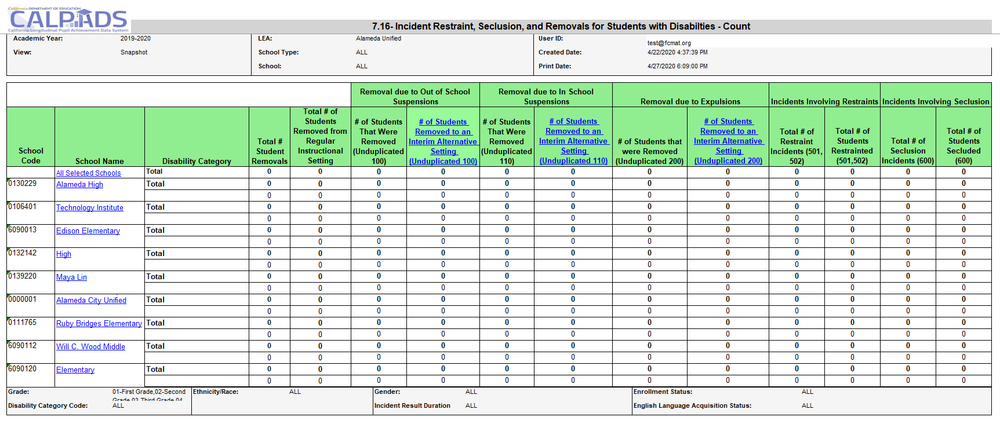 California DEPARTMENT OF EDUCATION
CALPADS
California Longitudinal Pupil Achievement Data System
7.16- Incident Restraint, Seclusion, and Removals for Students with Disabilties - Count
Academic Year: 2019-2020 LEA: Alameda Unified User ID: test@fcmat.org
View: Snapshot School Type: ALL Created Date: 4/22/2020 4:37:39 PM
School: ALL Print Date: 4/27/2020 6:09:00 PM
Removal due to Out of School Suspensions Removal due to In School Suspensions Removal due to Expulsions Incidents Involving Restraints Incidents Involving Seclusion
School Code School Name Disability Category Total # Student Removals Total # of Students Removed from Regular Instructional Setting # of Students That Were Removed (Unduplicated 100) # of Students Removed to an Interim Alternative Setting (Unduplicated 100) # of Students That Were Removed (Unduplicated 110) # of Students Removed to an Interim Alternative Setting (Unduplicated 110) # of Students that were Removed (Unduplicated 200) # of Students Removed to an Interim Alternative Setting (Unduplicated 200) Total # of Restraint Incidents (501, 502) Total # of Students Restrainted (501,502) Total # of Seclusion Incidents (600) Total # of Students Secluded (600)
All Selected Schools Total 0 0 0 0 0 0 0 0 0 0 0 0
0130229 Alameda High Total 0 0 0 0 0 0 0 0 0 0 0 0
0 0 0 0 0 0 0 0 0 0 0 0
0106401 Technology Institute Total 0 0 0 0 0 0 0 0 0 0 0 0
0 0 0 0 0 0 0 0 0 0 0 0
6090013 Edison Elementary Total 0 0 0 0 0 0 0 0 0 0 0 0
0 0 0 0 0 0 0 0 0 0 0 0
0132142 High Total 0 0 0 0 0 0 0 0 0 0 0 0
0 0 0 0 0 0 0 0 0 0 0 0
0139220 Maya Lin Total 0 0 0 0 0 0 0 0 0 0 0 0
0 0 0 0 0 0 0 0 0 0 0 0
0000001 Alameda City Unified Total 0 0 0 0 0 0 0 0 0 0 0 0
0 0 0 0 0 0 0 0 0 0 0 0
0111765 Ruby Bridges Elementary Total 0 0 0 0 0 0 0 0 0 0 0 0
0 0 0 0 0 0 0 0 0 0 0 0
6090112 Will C. Wood Middle Total 0 0 0 0 0 0 0 0 0 0 0 0
0 0 0 0 0 0 0 0 0 0 0 0
6090120 Elementary Total 0 0 0 0 0 0 0 0 0 0 0 0
0 0 0 0 0 0 0 0 0 0 0 0
Grade: 01-First Grade,02-Second Ethnicity/Race: ALL Gender: ALL Enrollment Status: ALL
Grade,03-Third Grade,04
Disability Category Code: ALL Incident Result Duration ALL English Language Acquisition Status: ALL